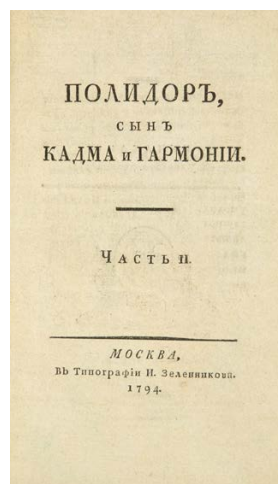 ПОЛИДОРЪ,
СЫНЪ
КАДМА и ГАРМОНІИ.
ЧАСТЬ II.
МОСКВА,
Въ Типографіи И. Зеленникова.
1794.